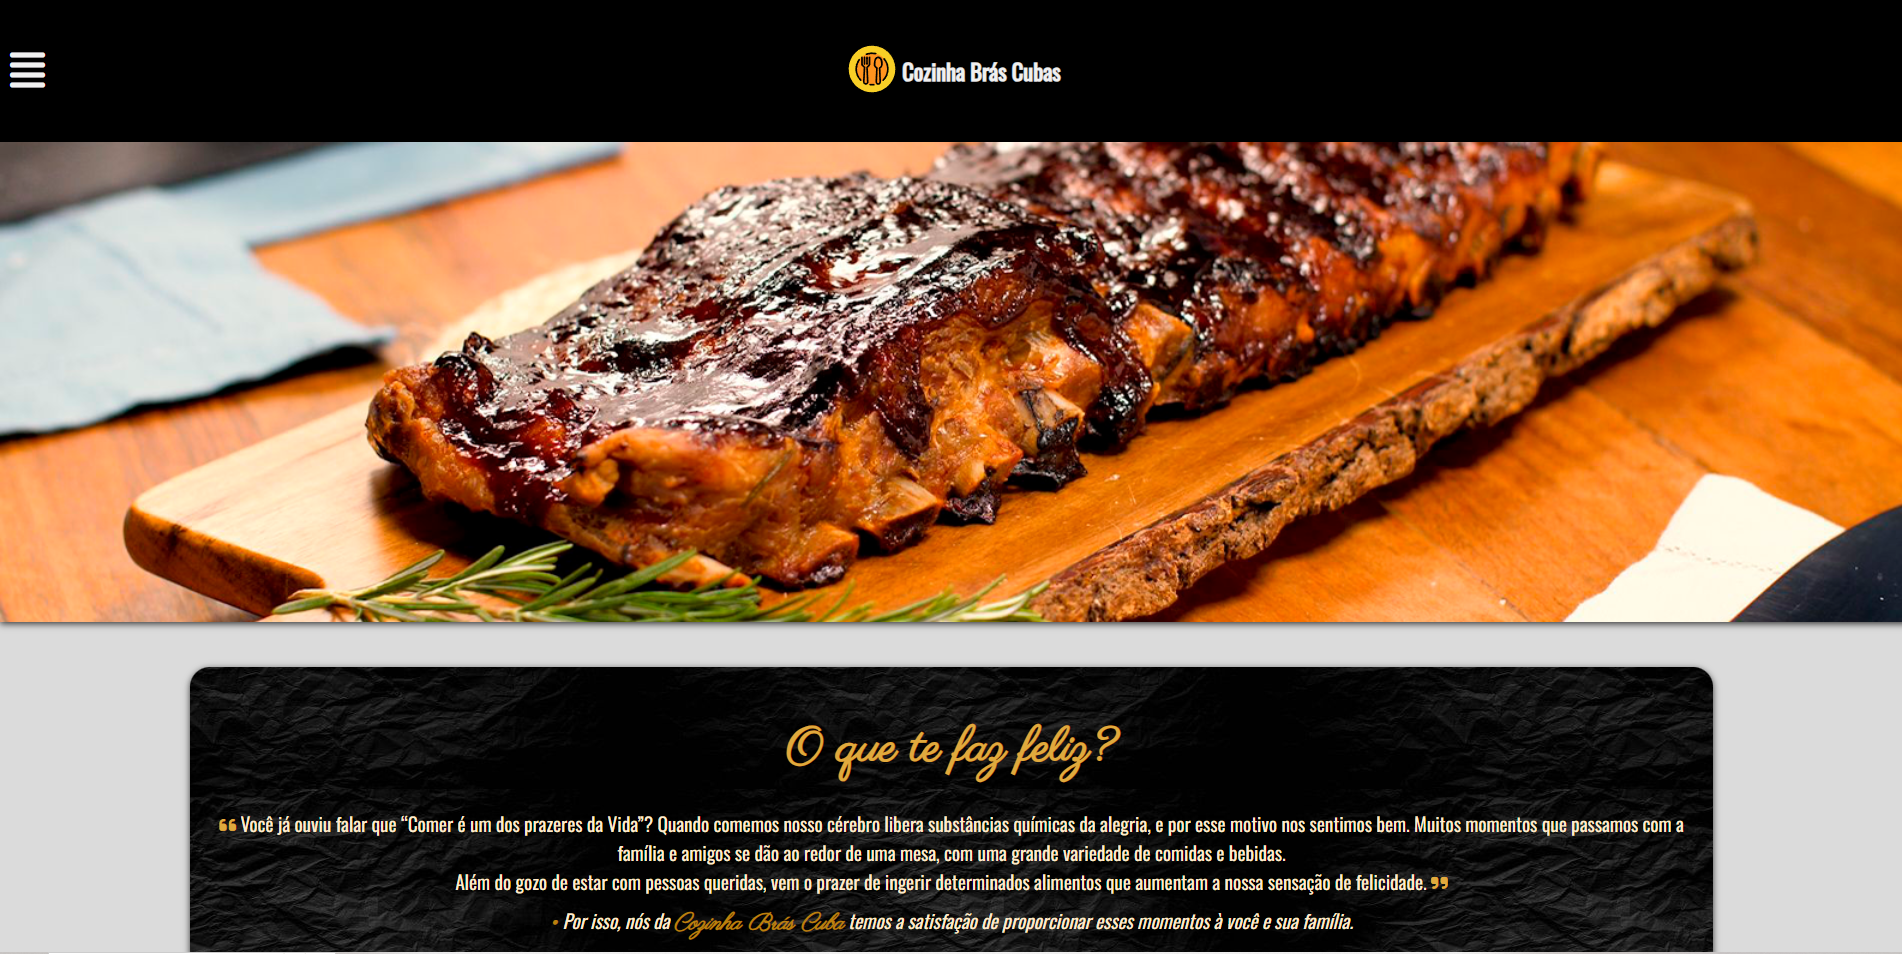 Cozinha Brás Cubas
O que te faz feliz?
❝ Você já ouviu falar que “Comer é um dos prazeres da Vida”? Quando comemos nosso cérebro libera substâncias químicas da alegria, e por esse motivo nos sentimos bem. Muitos momentos que passamos com a
família e amigos se dão ao redor de uma mesa, com uma grande variedade de comidas e bebidas.
Além do gozo de estar com pessoas queridas, vem o prazer de ingerir determinados alimentos que aumentam a nossa sensação de felicidade. ❞
• Por isso, nós da Cozinha Brás Cuba temos a satisfação de proporcionar esses momentos à você e sua família.